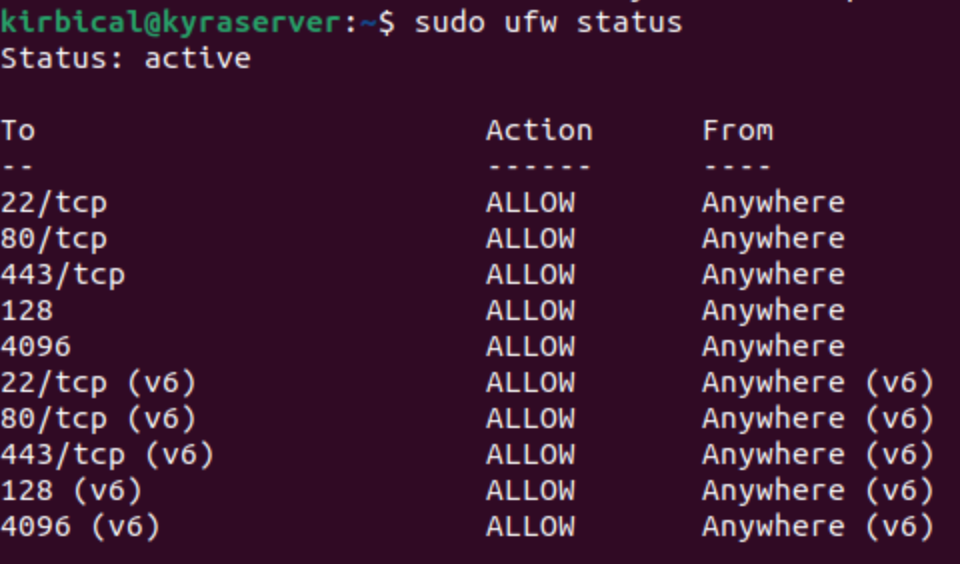 kirbical@kyraserver:~$ sudo ufw status
Status: active
To Action From
-- ------ ----
22/tcp ALLOW Anywhere
80/tcp ALLOW Anywhere
443/tcp ALLOW Anywhere
128 ALLOW Anywhere
4096 ALLOW Anywhere
22/tcp (v6) ALLOW Anywhere (v6)
80/tcp (v6) ALLOW Anywhere (v6)
443/tcp (v6) ALLOW Anywhere (v6)
128 (v6) ALLOW Anywhere (v6)
4096 (v6) ALLOW Anywhere (v6)